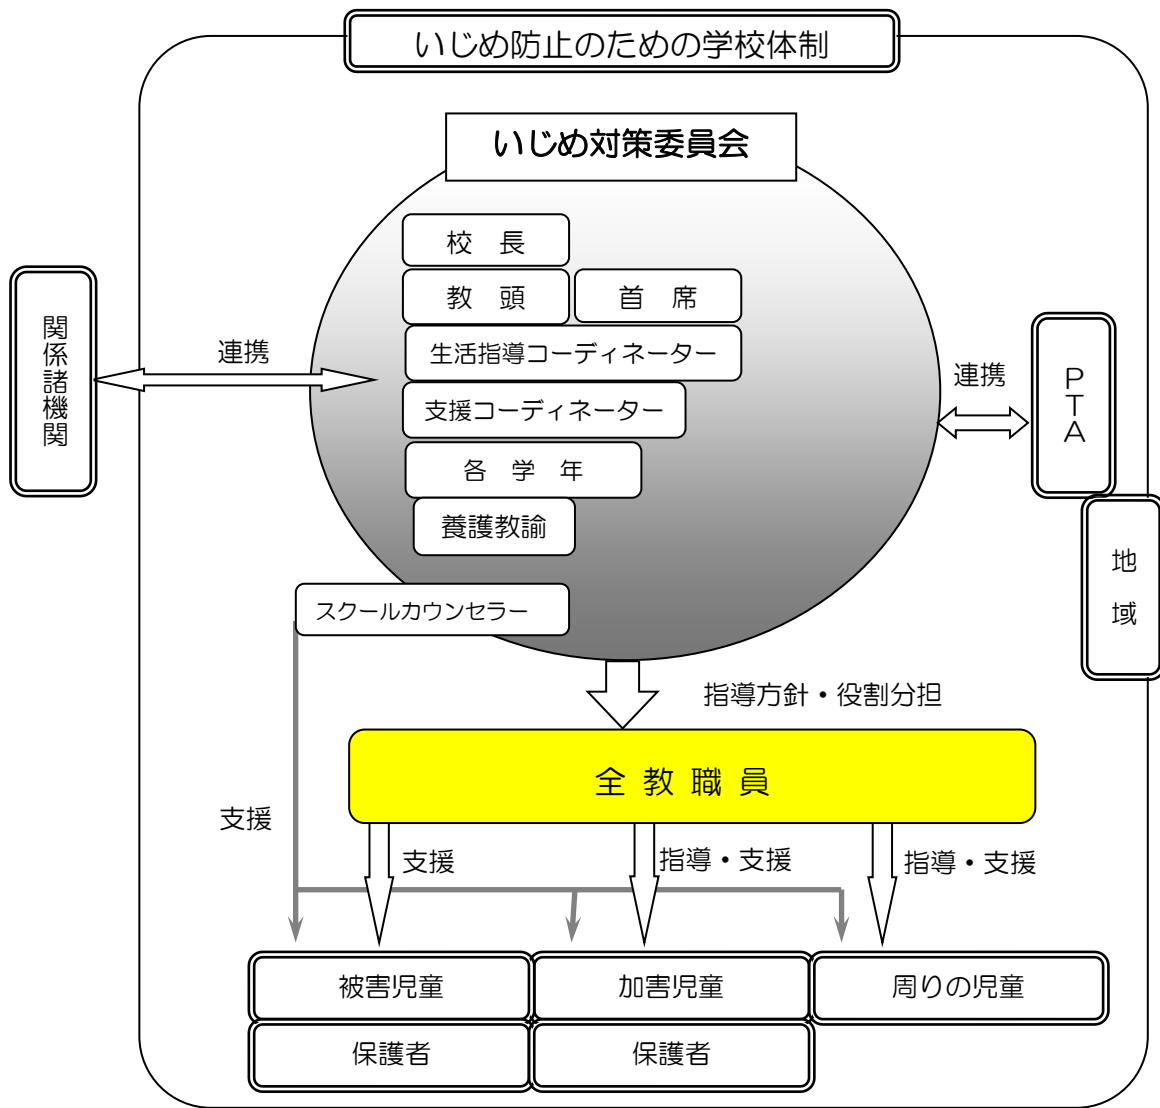 いじめ防止のための学校体制
いじめ対策委員会
校　長
教　頭
首　席
生活指導コーディネーター
支援コーディネーター
各　学　年
養護教諭
スクールカウンセラー
関係諸機関
連携
連携
ＰＴＡ
地域
指導方針・役割分担
全 教 職 員
支援
支援
指導・支援
指導・支援
被害児童
加害児童
周りの児童
保護者
保護者